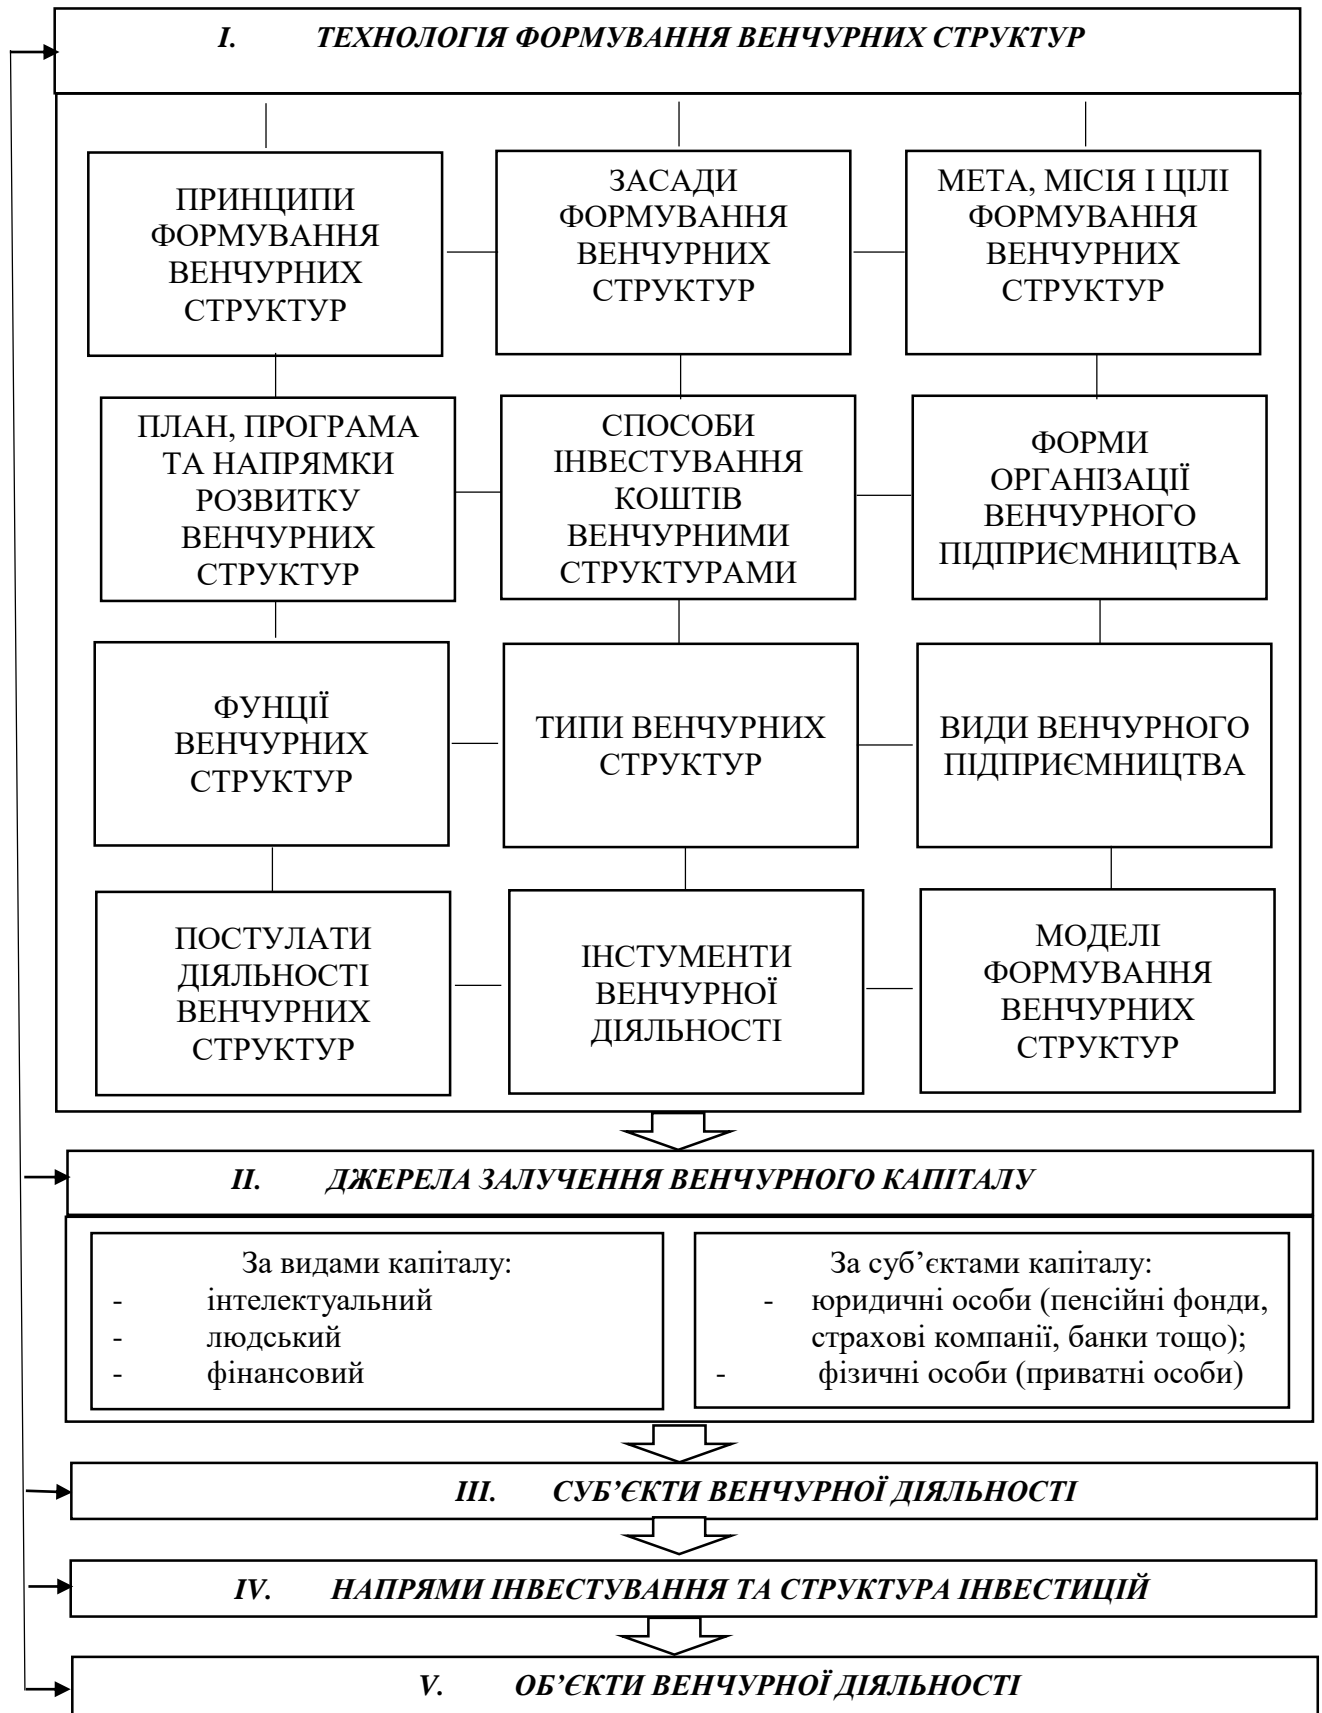 I. ТЕХНОЛОГІЯ ФОРМУВАННЯ ВЕНЧУРНИХ СТРУКТУР
ПРИНЦИПИ
ФОРМУВАННЯ
ВЕНЧУРНИХ
СТРУКТУР
ЗАСАДИ
ФОРМУВАННЯ
ВЕНЧУРНИХ
СТРУКТУР
МЕТА, МІСІЯ І ЦІЛІ
ФОРМУВАННЯ
ВЕНЧУРНИХ
СТРУКТУР
ПЛАН, ПРОГРАМА
ТА НАПРЯМКИ
РОЗВИТКУ
ВЕНЧУРНИХ
СТРУКТУР
СПОСОБИ
ІНВЕСТУВАННЯ
КОШТІВ
ВЕНЧУРНИМИ
СТРУКТУРАМИ
ФОРМИ
ОРГАНІЗАЦІЇ
ВЕНЧУРНОГО
ПІДПРИЄМНИЦТВА
ФУНЦІЇ
ВЕНЧУРНИХ
СТРУКТУР
ТИПИ ВЕНЧУРНИХ
СТРУКТУР
ВИДИ ВЕНЧУРНОГО
ПІДПРИЄМНИЦТВА
ПОСТУЛАТИ
ДІЯЛЬНОСТІ
ВЕНЧУРНИХ
СТРУКТУР
ІНСТУМЕНТИ
ВЕНЧУРНОЇ
ДІЯЛЬНОСТІ
МОДЕЛІ
ФОРМУВАННЯ
ВЕНЧУРНИХ
СТРУКТУР
II. ДЖЕРЕЛА ЗАЛУЧЕННЯ ВЕНЧУРНОГО КАПІТАЛУ
За видами капіталу:
- інтелектуальний
- людський
- фінансовий
За суб’єктами капіталу:
- юридичні особи (пенсійні фонди,
страхові компанії, банки тощо);
- фізичні особи (приватні особи)
III. СУБ’ЄКТИ ВЕНЧУРНОЇ ДІЯЛЬНОСТІ
IV. НАПРЯМИ ІНВЕСТУВАННЯ ТА СТРУКТУРА ІНВЕСТИЦІЙ
V. ОБ’ЄКТИ ВЕНЧУРНОЇ ДІЯЛЬНОСТІ